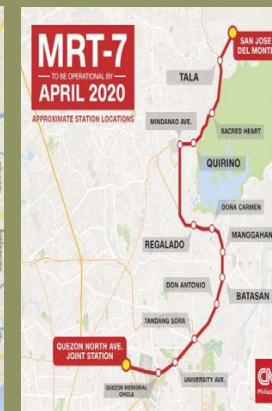 MRT-7
TO BE OPERATIONAL BY
APRIL 2020
APPROXIMATE STATION LOCATIONS
SAN JOSE
DEL MONTE
TALA
MINDANAO AVE.
SACRED HEART
QUIRINO
DOÑA CARMEN
MANGGAHAN
REGALADO
DON ANTONIO
BATASAN
TANDANG SORA
QUEZON NORTH AVE.
JOINT STATION
UNIVERSITY AVE.
QUEZON MEMORIAL
CIRCLE